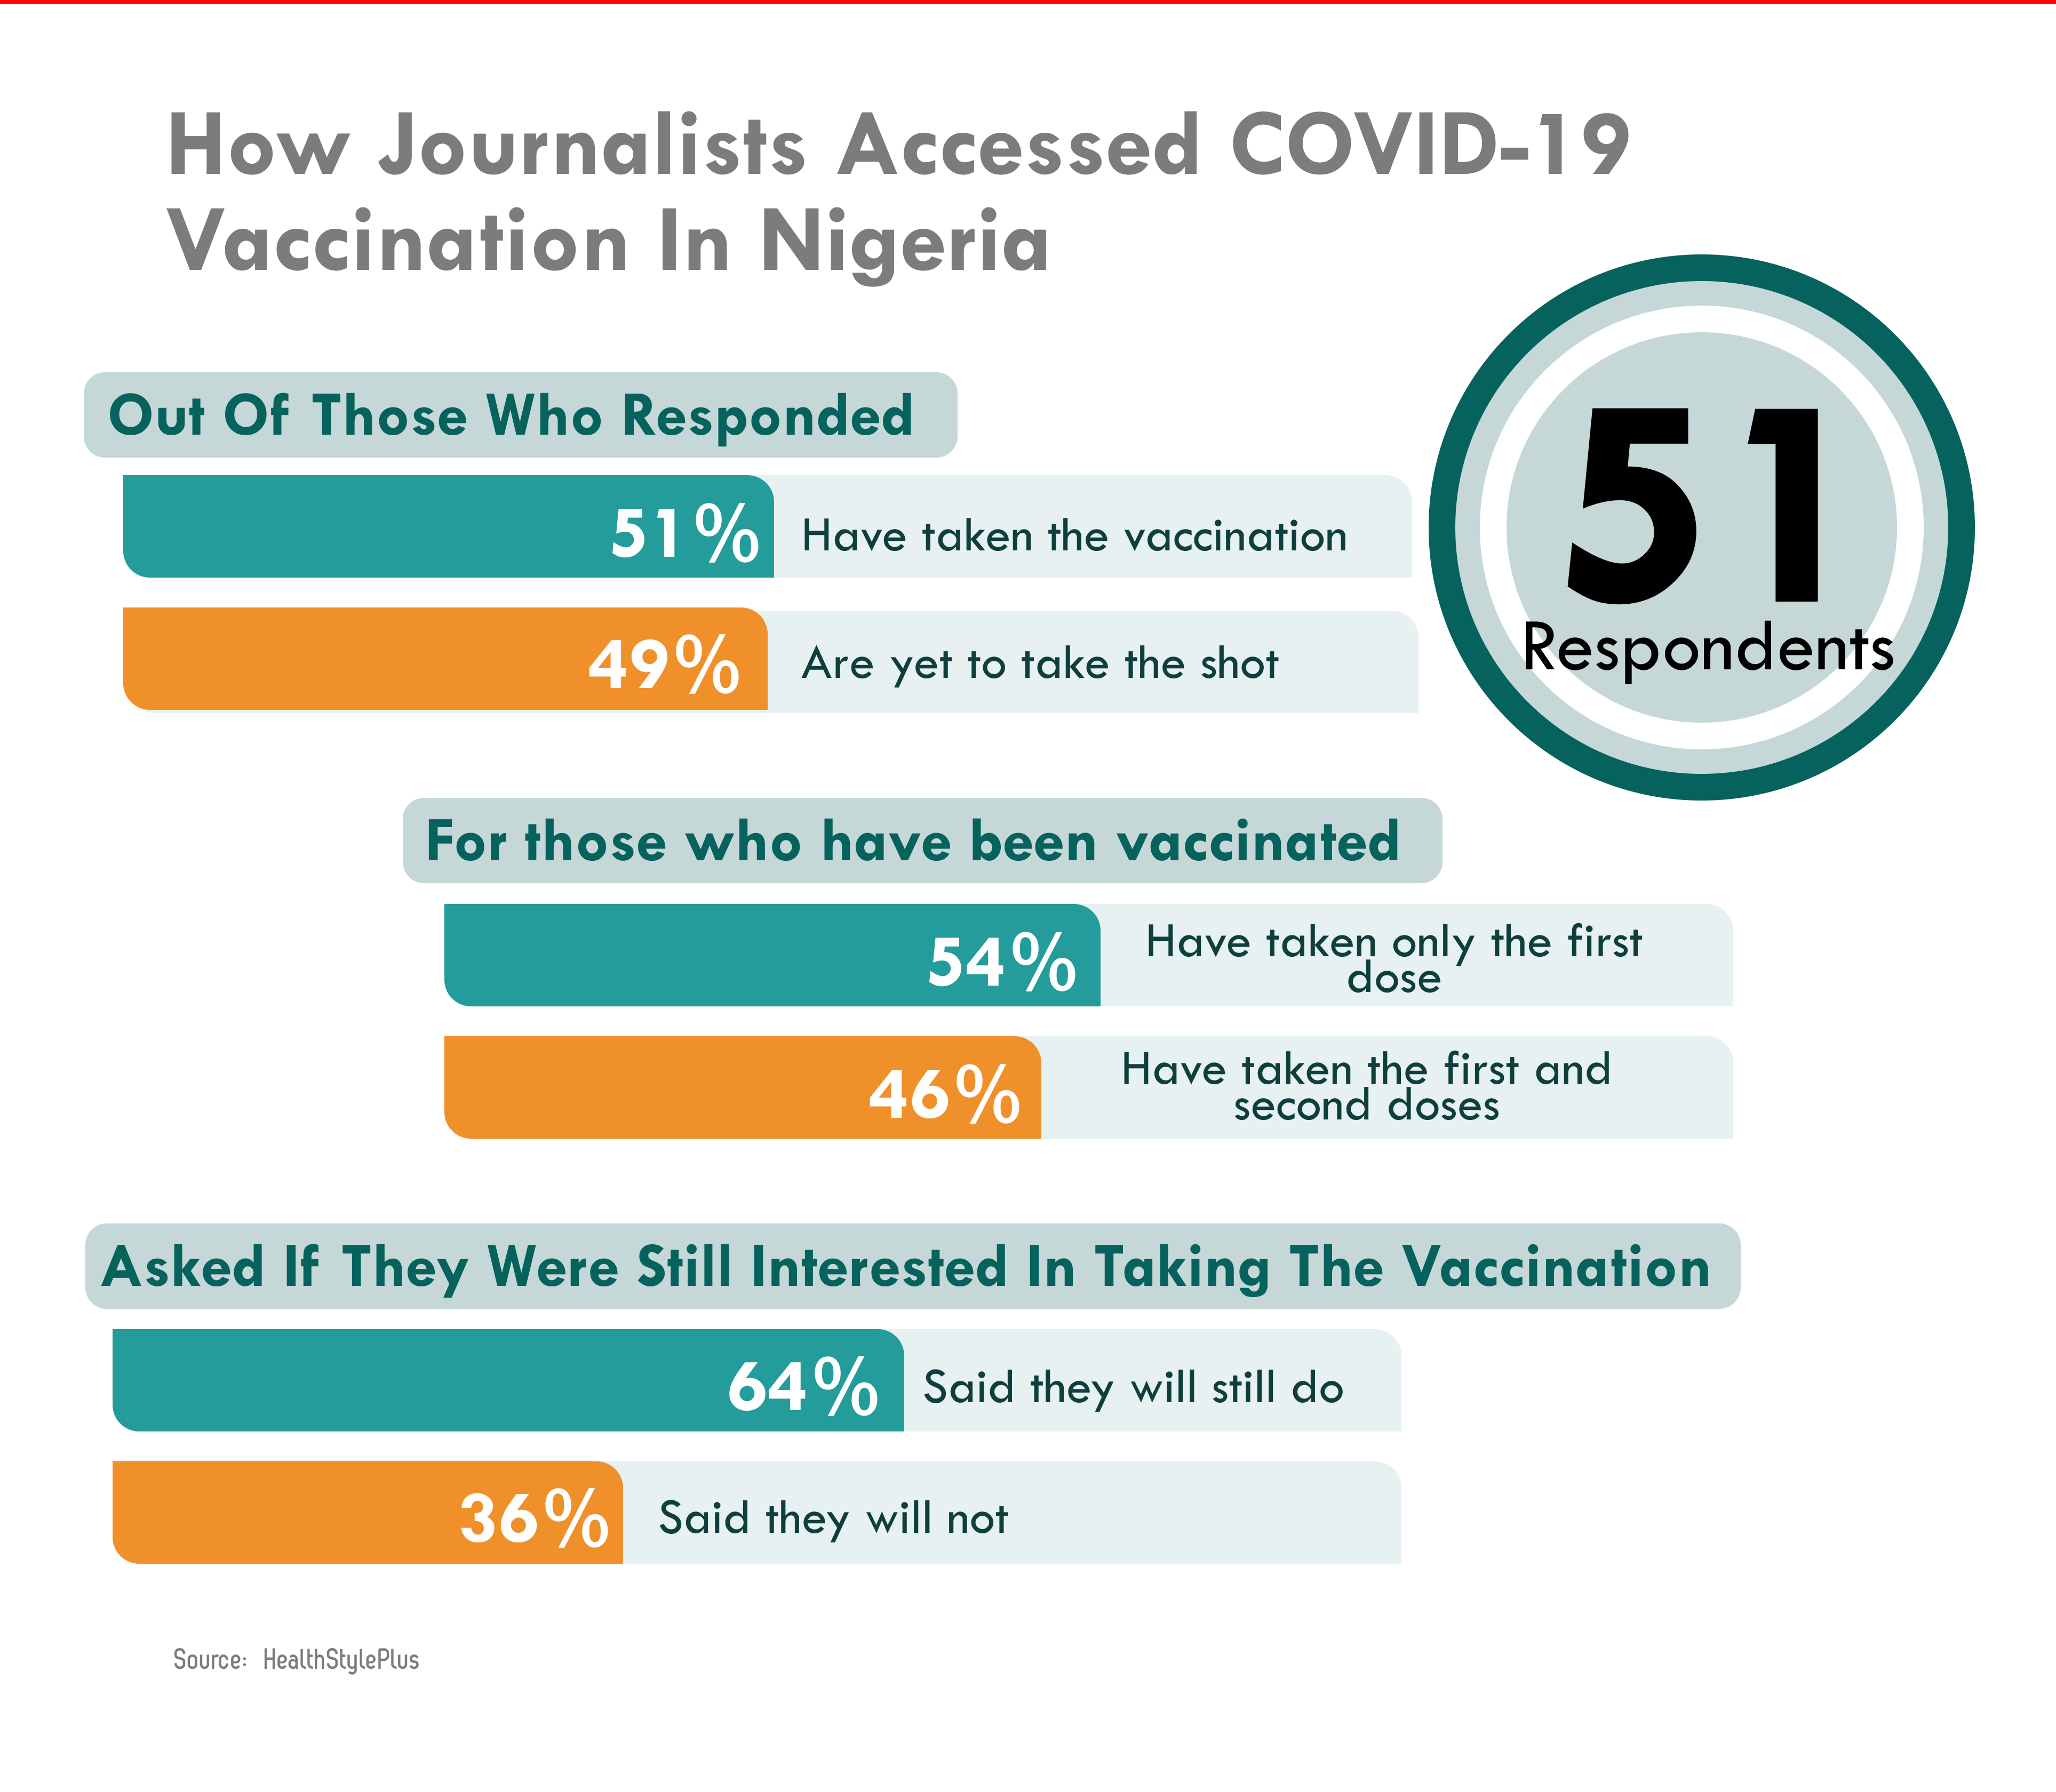 How Journalists Accessed COVID-19
Vaccination In Nigeria
Out Of Those Who Responded
51% Have taken the vaccination
49% Are yet to take the shot
51
Respondents
For those who have been vaccinated
54% Have taken only the first
dose
46% Have taken the first and
second doses
Asked If They Were Still Interested In Taking The Vaccination
64% Said they will still do
36% Said they will not
Source: HealthStylePlus